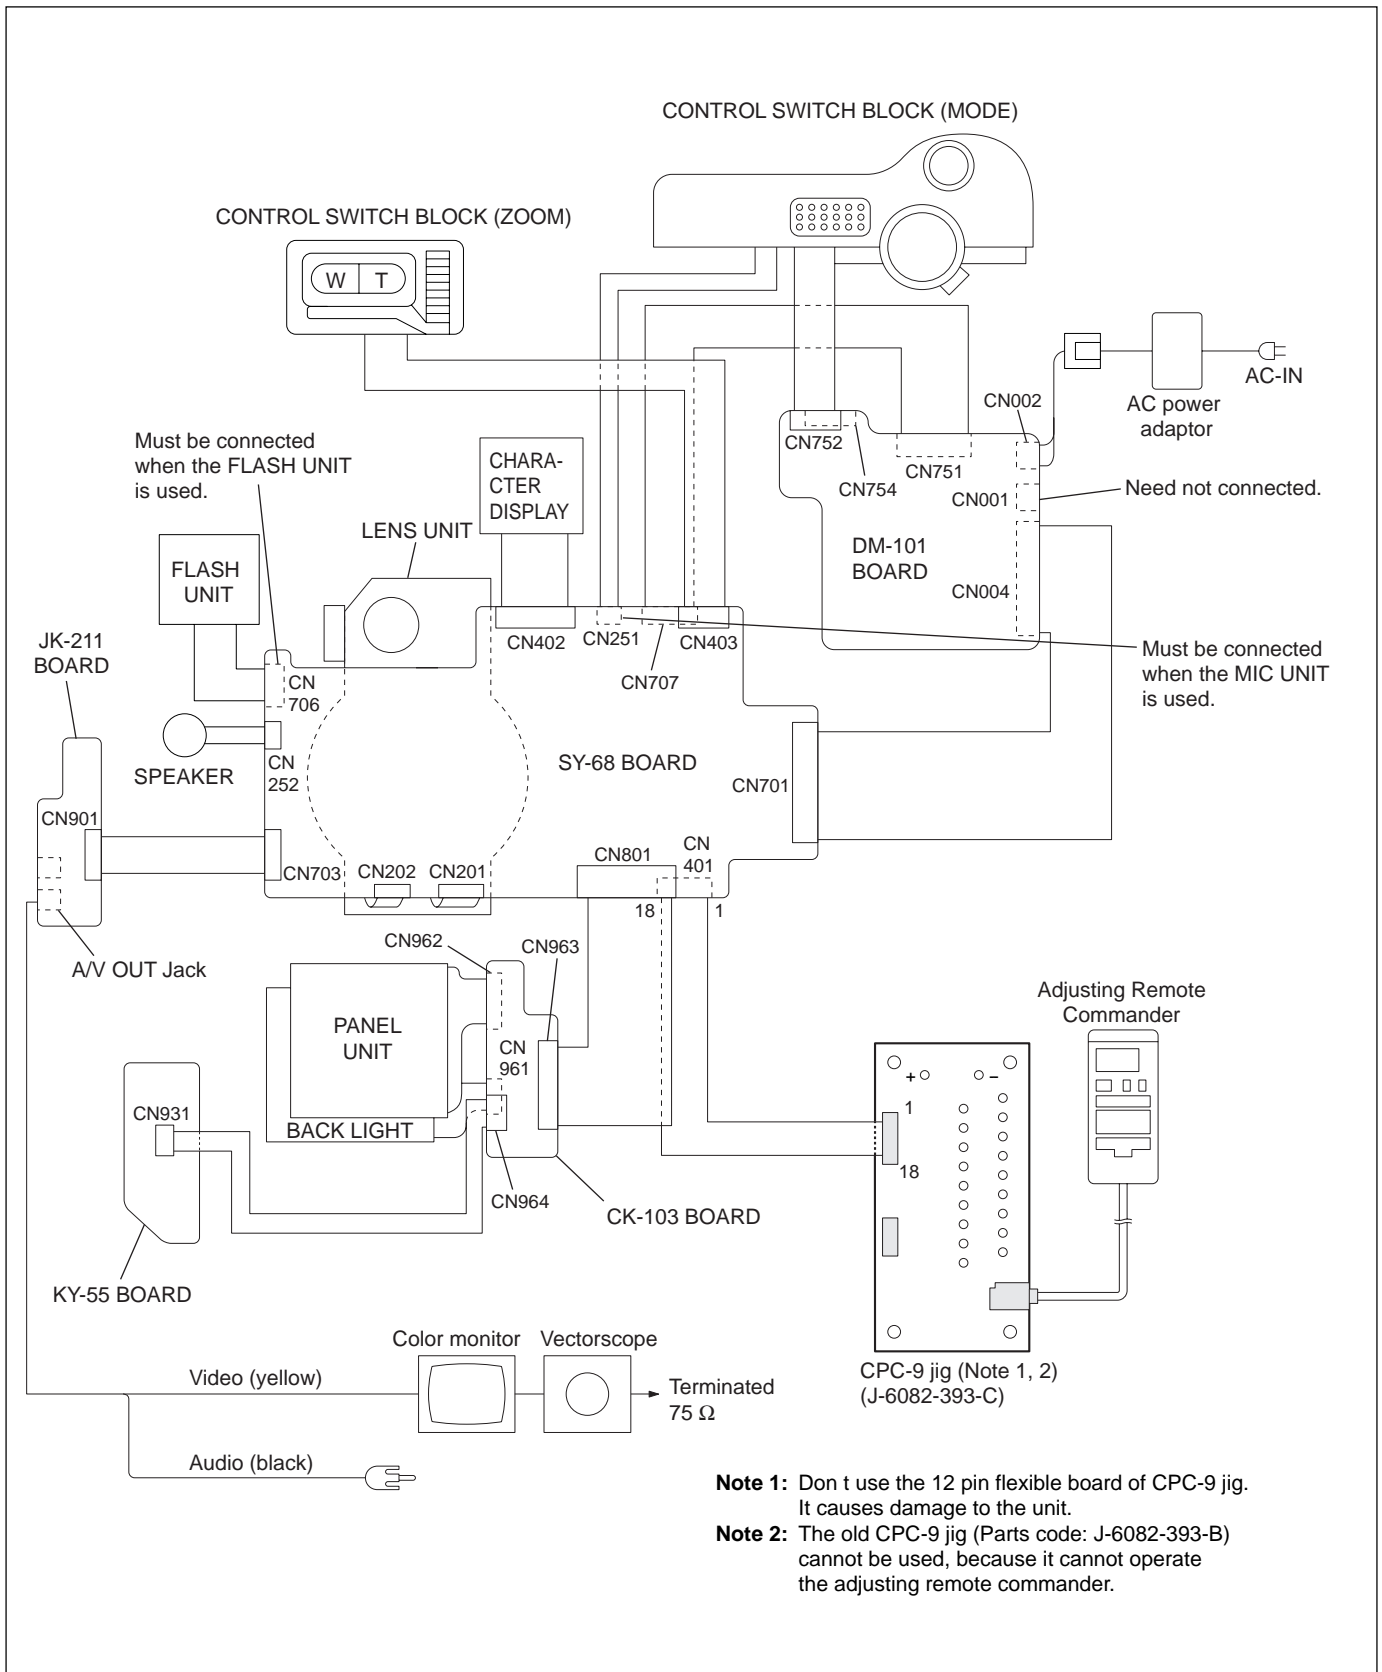 CONTROL SWITCH BLOCK (MODE)
CONTROL SWITCH BLOCK (ZOOM)
W T
AC-IN
CN002
AC power
adaptor
Must be connected
when the FLASH UNIT
is used.
CHARA-
CTER
DISPLAY
CN752
CN751
CN754
CN001
Need not connected.
LENS UNIT
DM-101
BOARD
FLASH
UNIT
CN004
JK-211
BOARD
CN402
CN251
CN403
Must be connected
when the MIC UNIT
is used.
CN707
CN
706
SPEAKER
CN
252
SY-68 BOARD
CN701
CN901
CN703
CN202
CN201
CN801
CN
401
18
1
A/V OUT Jack
CN962
CN963
PANEL
UNIT
CN
961
Adjusting Remote
Commander
+
−
1
18
CN931
BACK LIGHT
CN964
CK-103 BOARD
KY-55 BOARD
Color monitor
Vectorscope
Video (yellow)
Terminated
75 Ω
CPC-9 jig (Note 1, 2)
(J-6082-393-C)
Audio (black)
Note 1: Don t use the 12 pin flexible board of CPC-9 jig.
It causes damage to the unit.
Note 2: The old CPC-9 jig (Parts code: J-6082-393-B)
cannot be used, because it cannot operate
the adjusting remote commander.